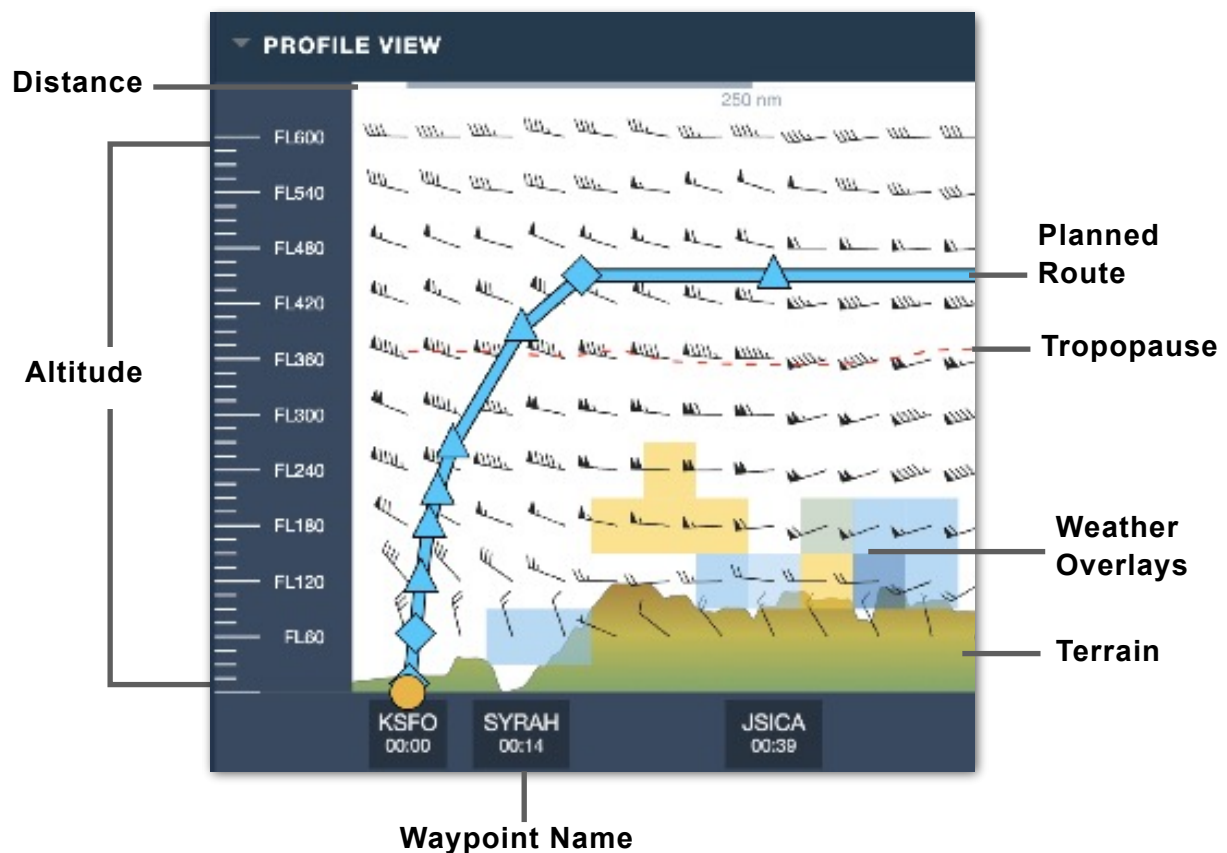 PROFILE VIEW
Distance
250 nm
FL600
FL540
FL480
FL420
FL360
FL300
FL240
FL180
FL120
FL60
Altitude
Planned
Route
Tropopause
Weather
Overlays
Terrain
KSFO
00:00
SYRAH
00:14
JSICA
00:39
Waypoint Name